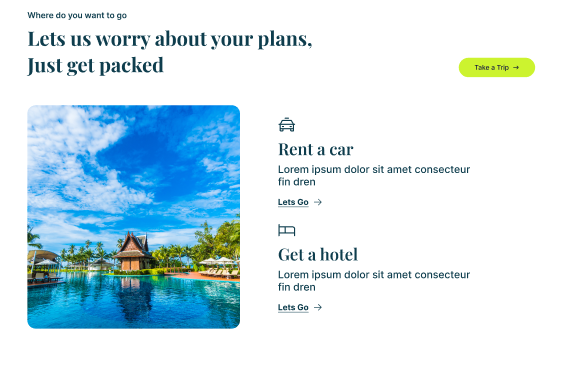 Where do you want to go
Lets us worry about your plans,
Just get packed
Take a Trip →
Rent a car
Lorem ipsum dolor sit amet consecteur
fin dren
Lets Go →
Get a hotel
Lorem ipsum dolor sit amet consecteur
fin dren
Lets Go →